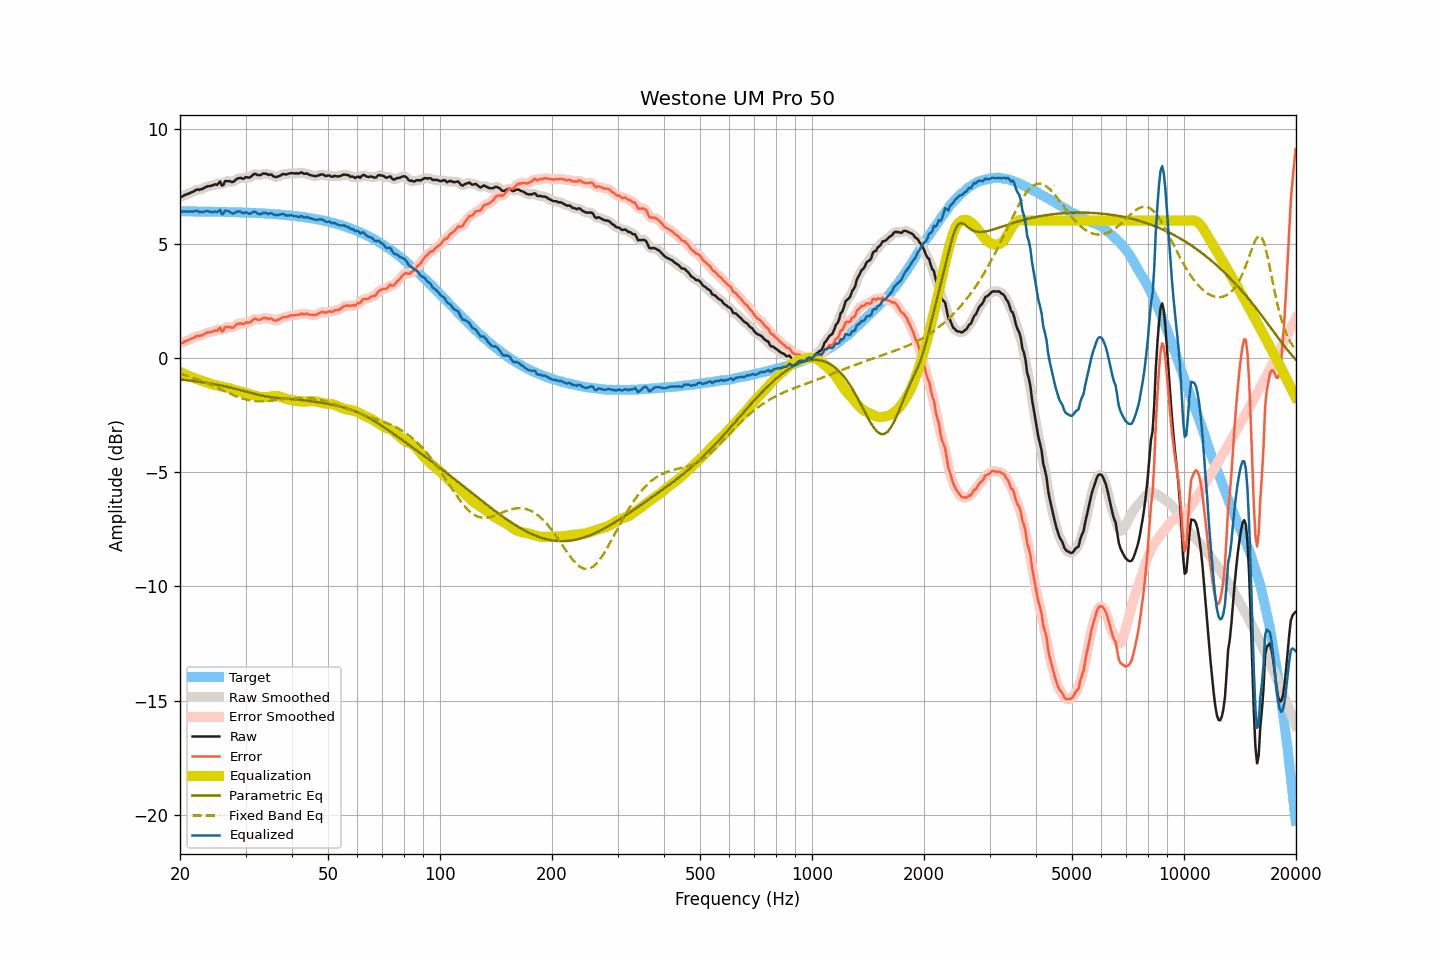 Westone UM Pro 50
Amplitude (dBr)
10
5
0
−5
−10
−15
−20
Target
Raw Smoothed
Error Smoothed
Raw
Error
Equalization
Parametric Eq
Fixed Band Eq
Equalized
20 50 100 200 500 1000 2000 5000 10000 20000
Frequency (Hz)